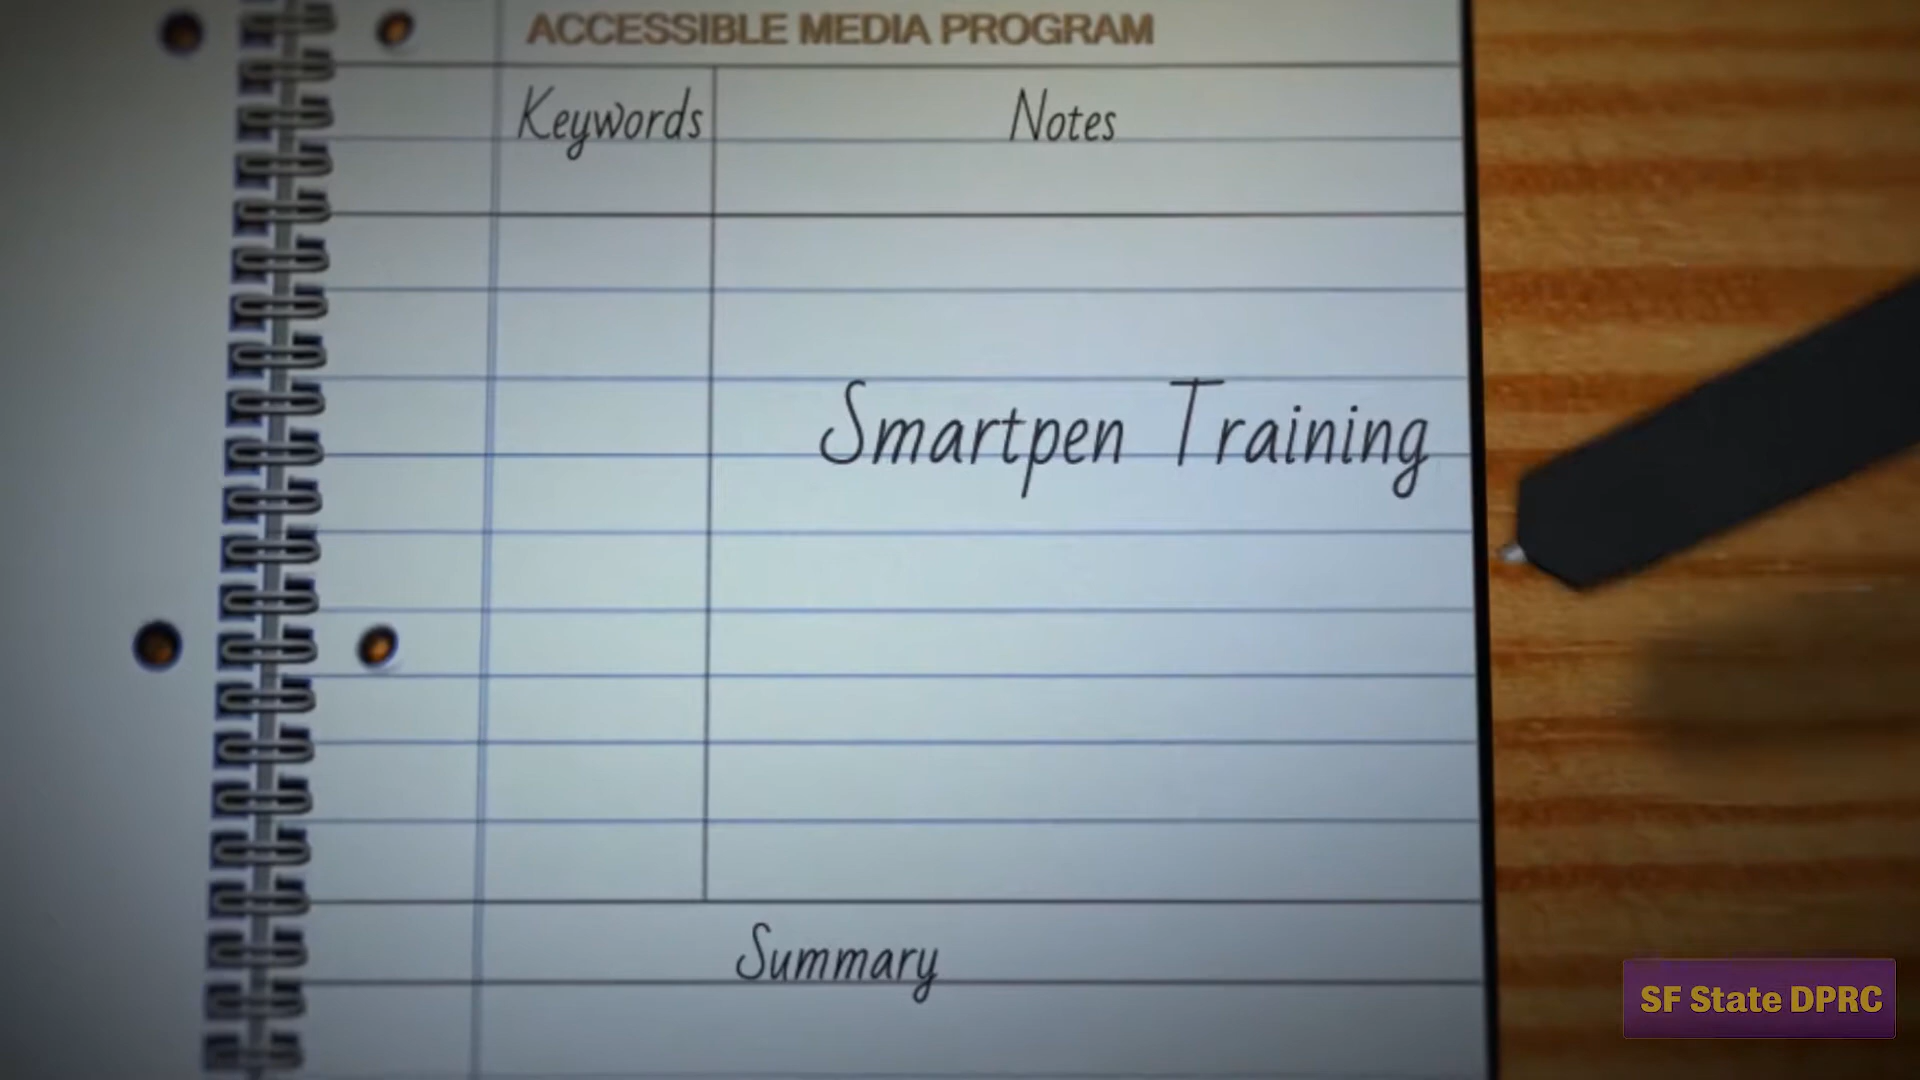 ACCESSIBLE MEDIA PROGRAM
Keywords
Notes
Smartpen Training
Summary
SF State DPRC